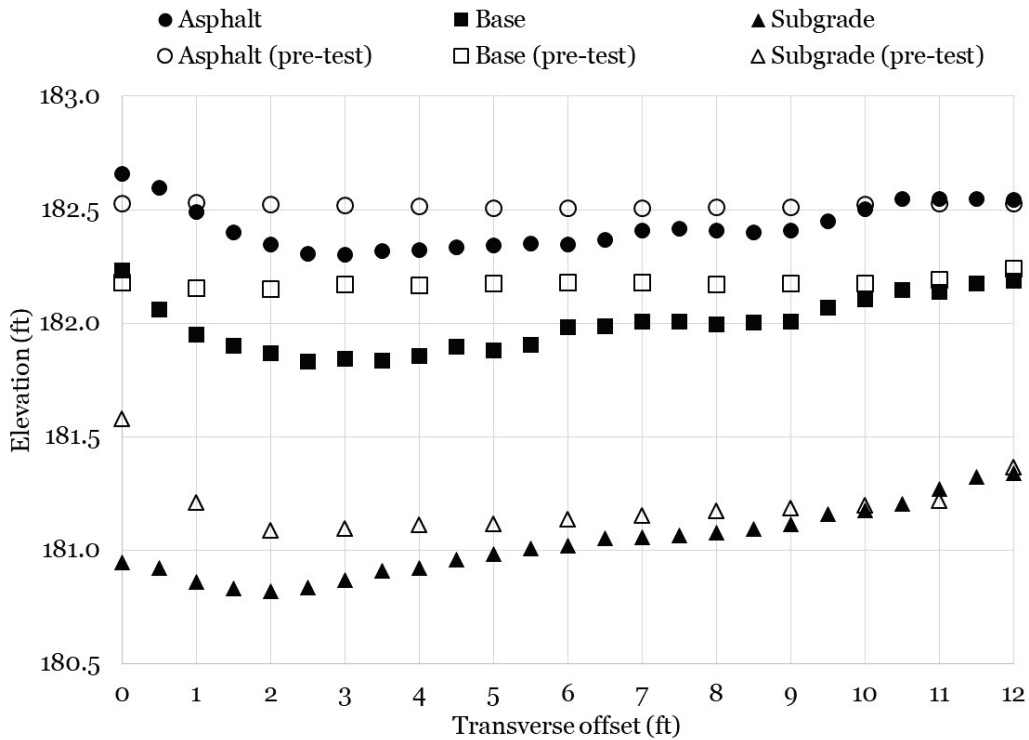 Asphalt Base Subgrade
Asphalt (pre-test) Base (pre-test) Subgrade (pre-test)
183.0
182.5
182.0
181.5
181.0
180.5
Elevation (ft)
0 1 2 3 4 5 6 7 8 9 10 11 12
Transverse offset (ft)